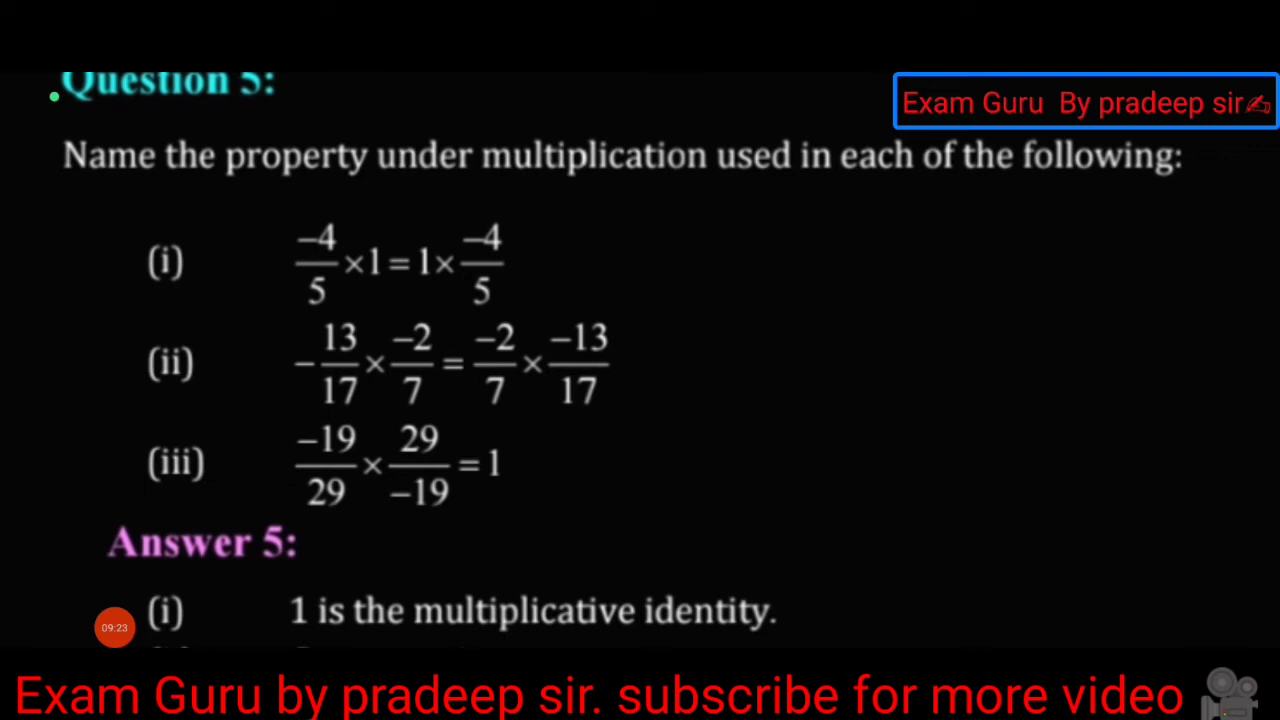 Question 5:
Exam Guru By pradeep sir✍
Name the property under multiplication used in each of the following:
(i) −4/5 ×1 = 1× −4/5
(ii) − 13/17 × −2/7 = −2/7 × −13/17
(iii) −19/29 × 29/−19 = 1
Answer 5:
(i) 1 is the multiplicative identity.
09:23
Exam Guru by pradeep sir. subscribe for more video